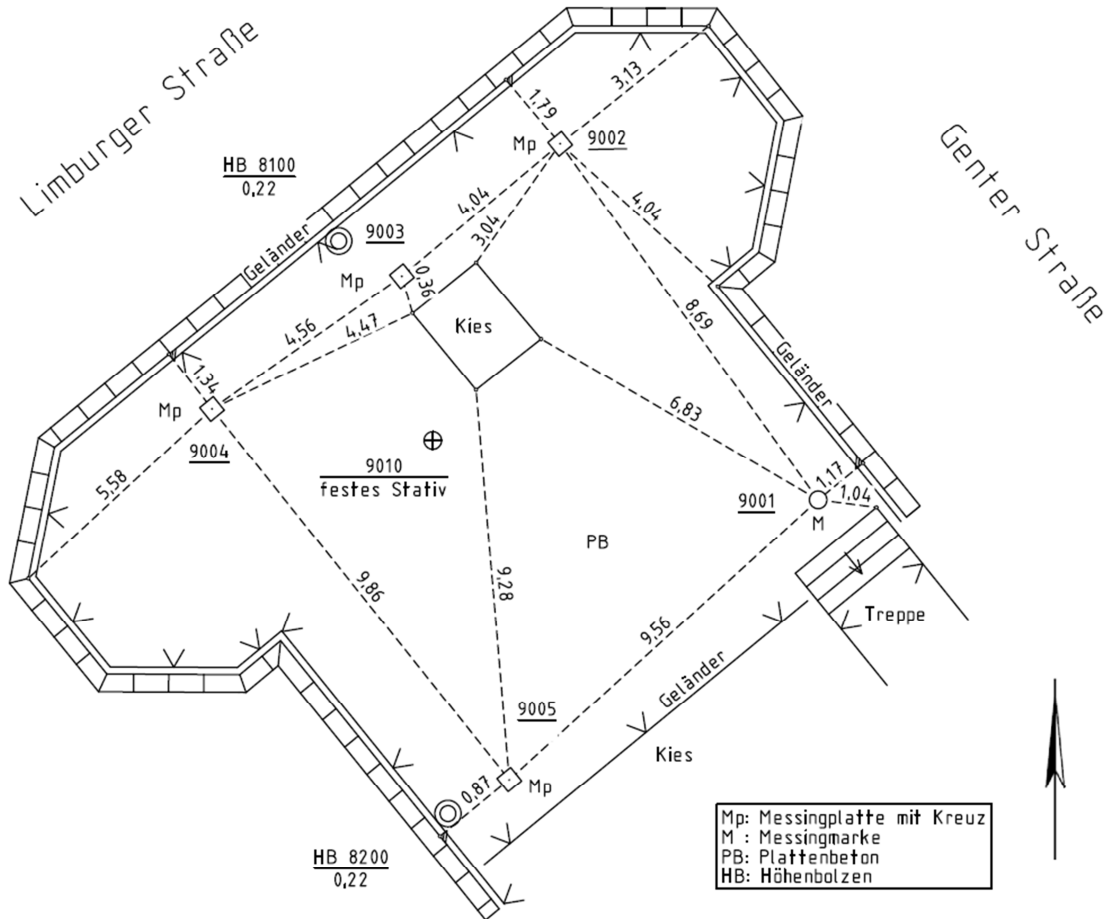 Limburger Straße
Genter Straße
3,13
1,79
Mp
9002
HB 8100
0,22
4,04
3,04
4,04
9003
Geländer
Mp
0,36
Kies
4,56
4,47
8,69
Geländer
1,34
Mp
9004
6,83
5,58
9010
festes Stativ
1,17
1,04
9001
M
PB
9,86
9,28
Treppe
9,56
Geländer
9005
Kies
Mp
0,87
HB 8200
0,22
Mp: Messingplatte mit Kreuz
M : Messingmarke
PB: Plattenbeton
HB: Höhenbolzen